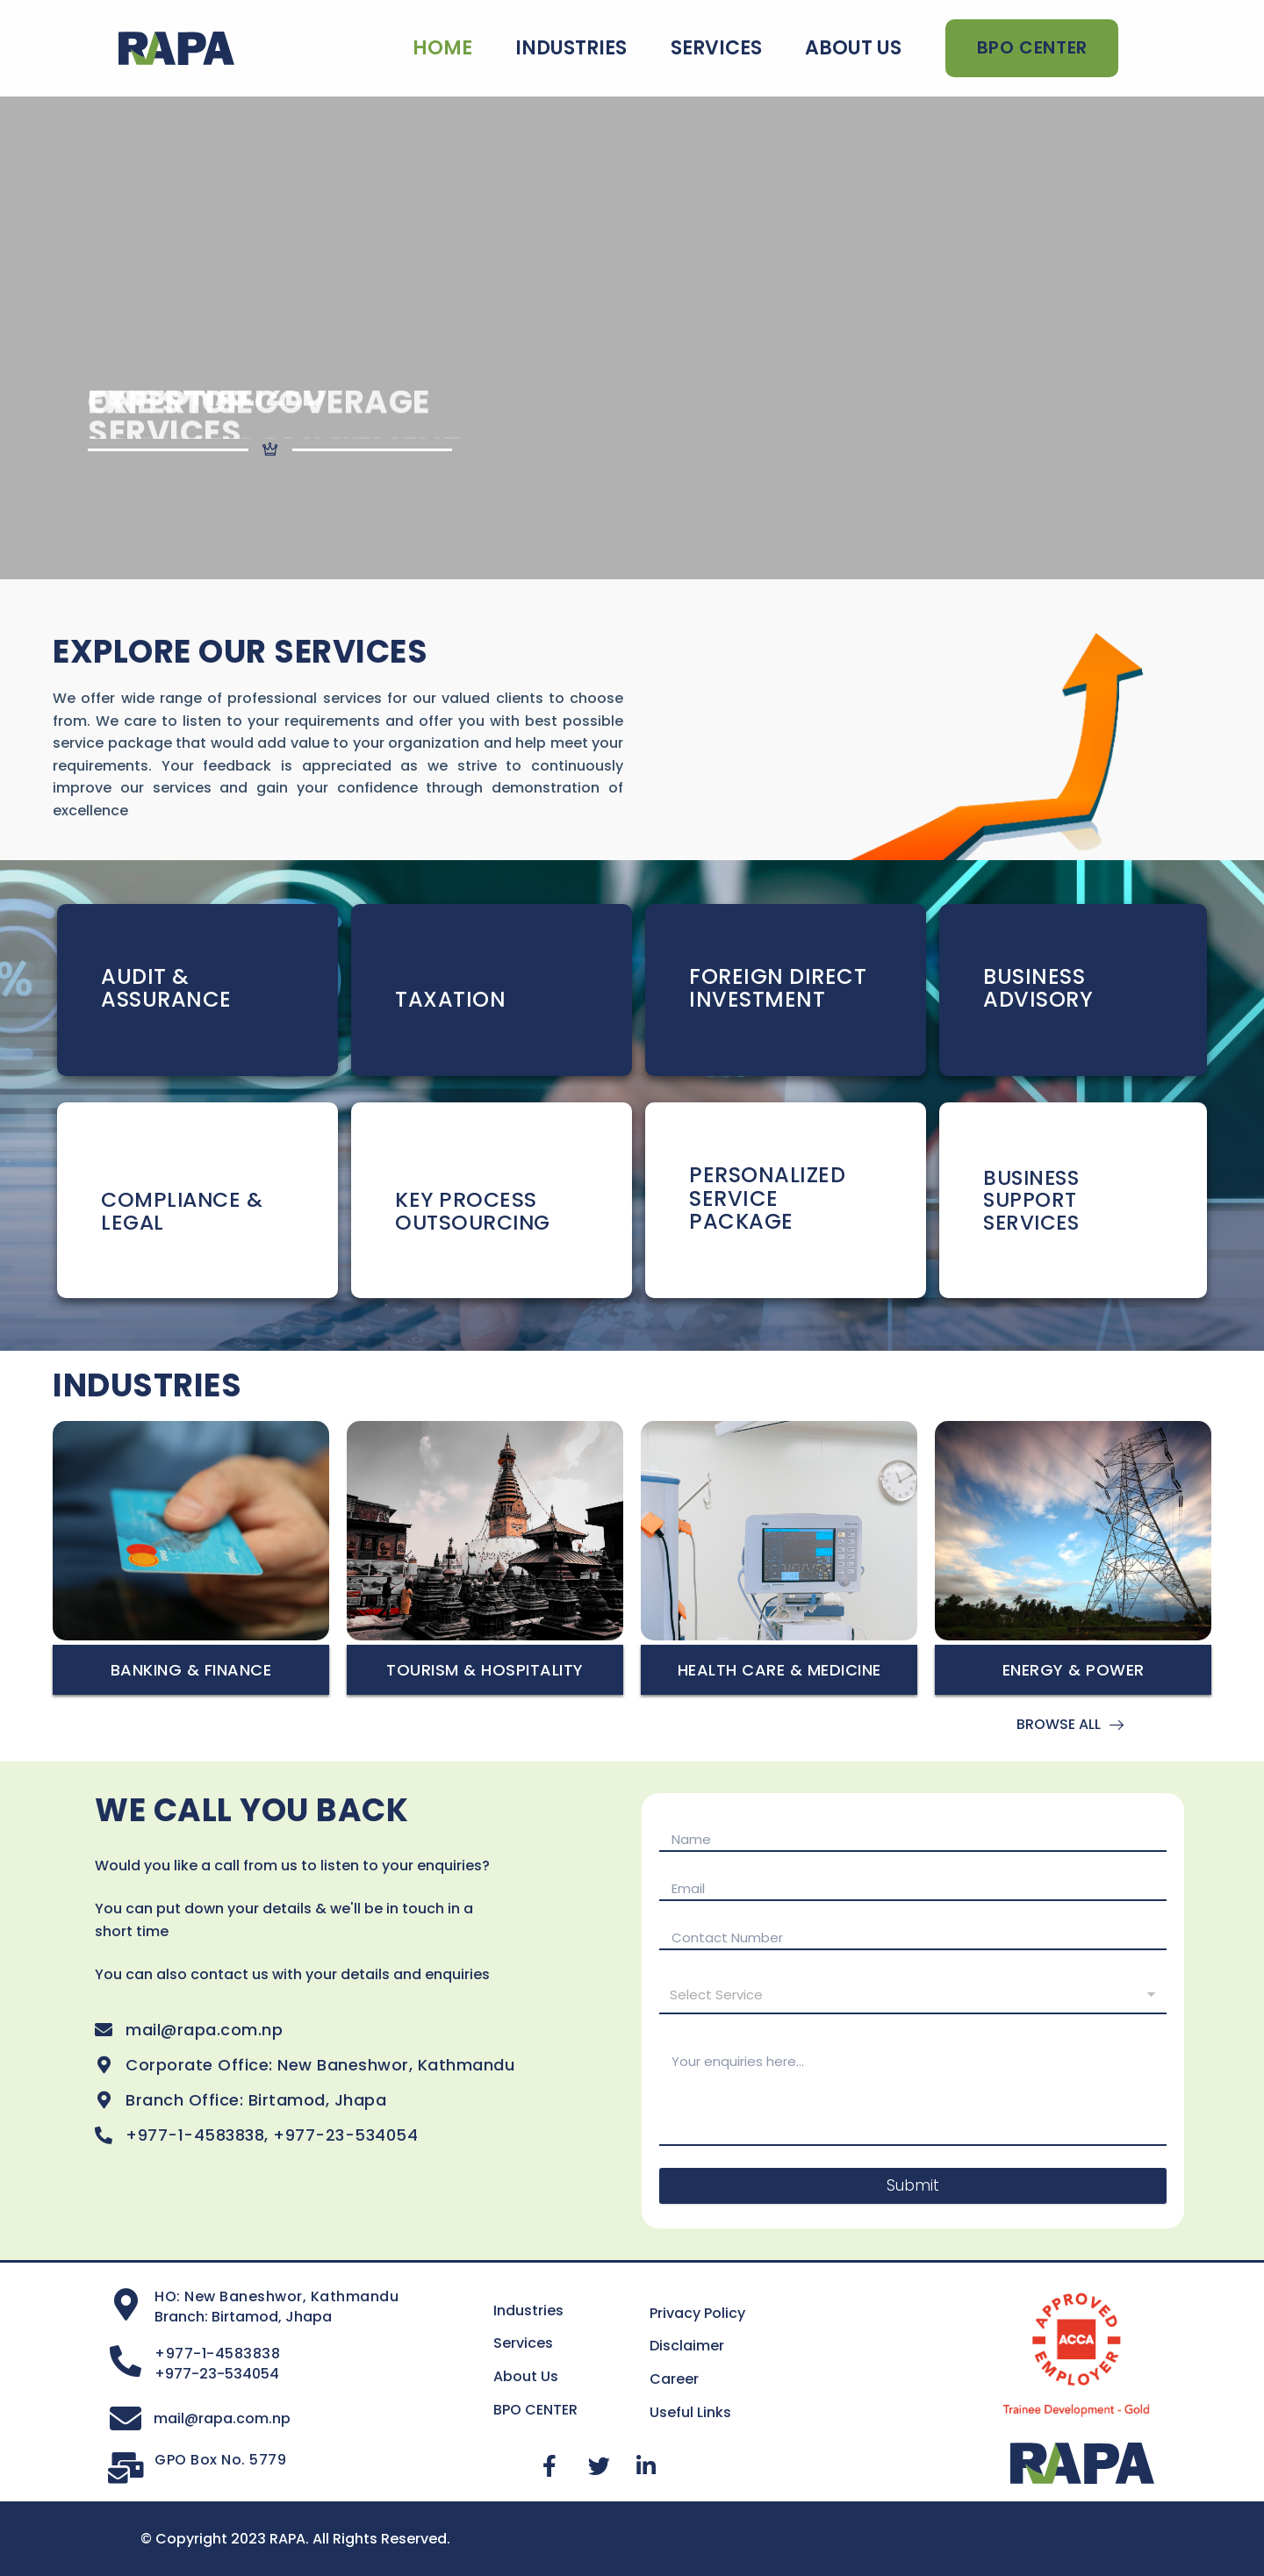 RAPA
HOME
INDUSTRIES
SERVICES
ABOUT US
BPO CENTER
SERVICES
EXPLORE OUR SERVICES
We offer wide range of professional services for our valued clients to choose
from. We care to listen to your requirements and offer you with best possible
service package that would add value to your organization and help meet your
requirements. Your feedback is appreciated as we strive to continuously
improve our services and gain your confidence through demonstration of
excellence
%
AUDIT &
ASSURANCE
TAXATION
FOREIGN DIRECT
INVESTMENT
BUSINESS
ADVISORY
COMPLIANCE &
LEGAL
KEY PROCESS
OUTSOURCING
PERSONALIZED
SERVICE
PACKAGE
BUSINESS
SUPPORT
SERVICES
INDUSTRIES
BANKING & FINANCE
TOURISM & HOSPITALITY
HEALTH CARE & MEDICINE
ENERGY & POWER
BROWSE ALL
WE CALL YOU BACK
Would you like a call from us to listen to your enquiries?
You can put down your details & we'll be in touch in a
short time
You can also contact us with your details and enquiries
mail@rapa.com.np
Corporate Office: New Baneshwor, Kathmandu
Branch Office: Birtamod, Jhapa
+977-1-4583838, +977-23-534054
Name
Email
Contact Number
Select Service
Your enquiries here...
Submit
HO: New Baneshwor, Kathmandu
Branch: Birtamod, Jhapa
+977-1-4583838
+977-23-534054
mail@rapa.com.np
GPO Box No. 5779
Industries
Services
About Us
BPO CENTER
Privacy Policy
Disclaimer
Career
Useful Links
APPROVED
ACCA
EMPLOYER
Trainee Development - Gold
RAPA
© Copyright 2023 RAPA. All Rights Reserved.